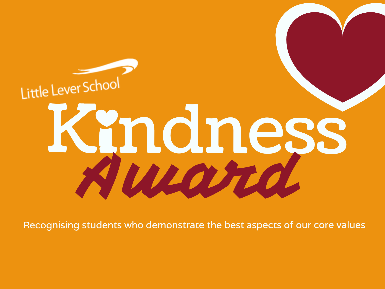 Little Lever School
Kindness
Award
Recognising students who demonstrate the best aspects of our core values